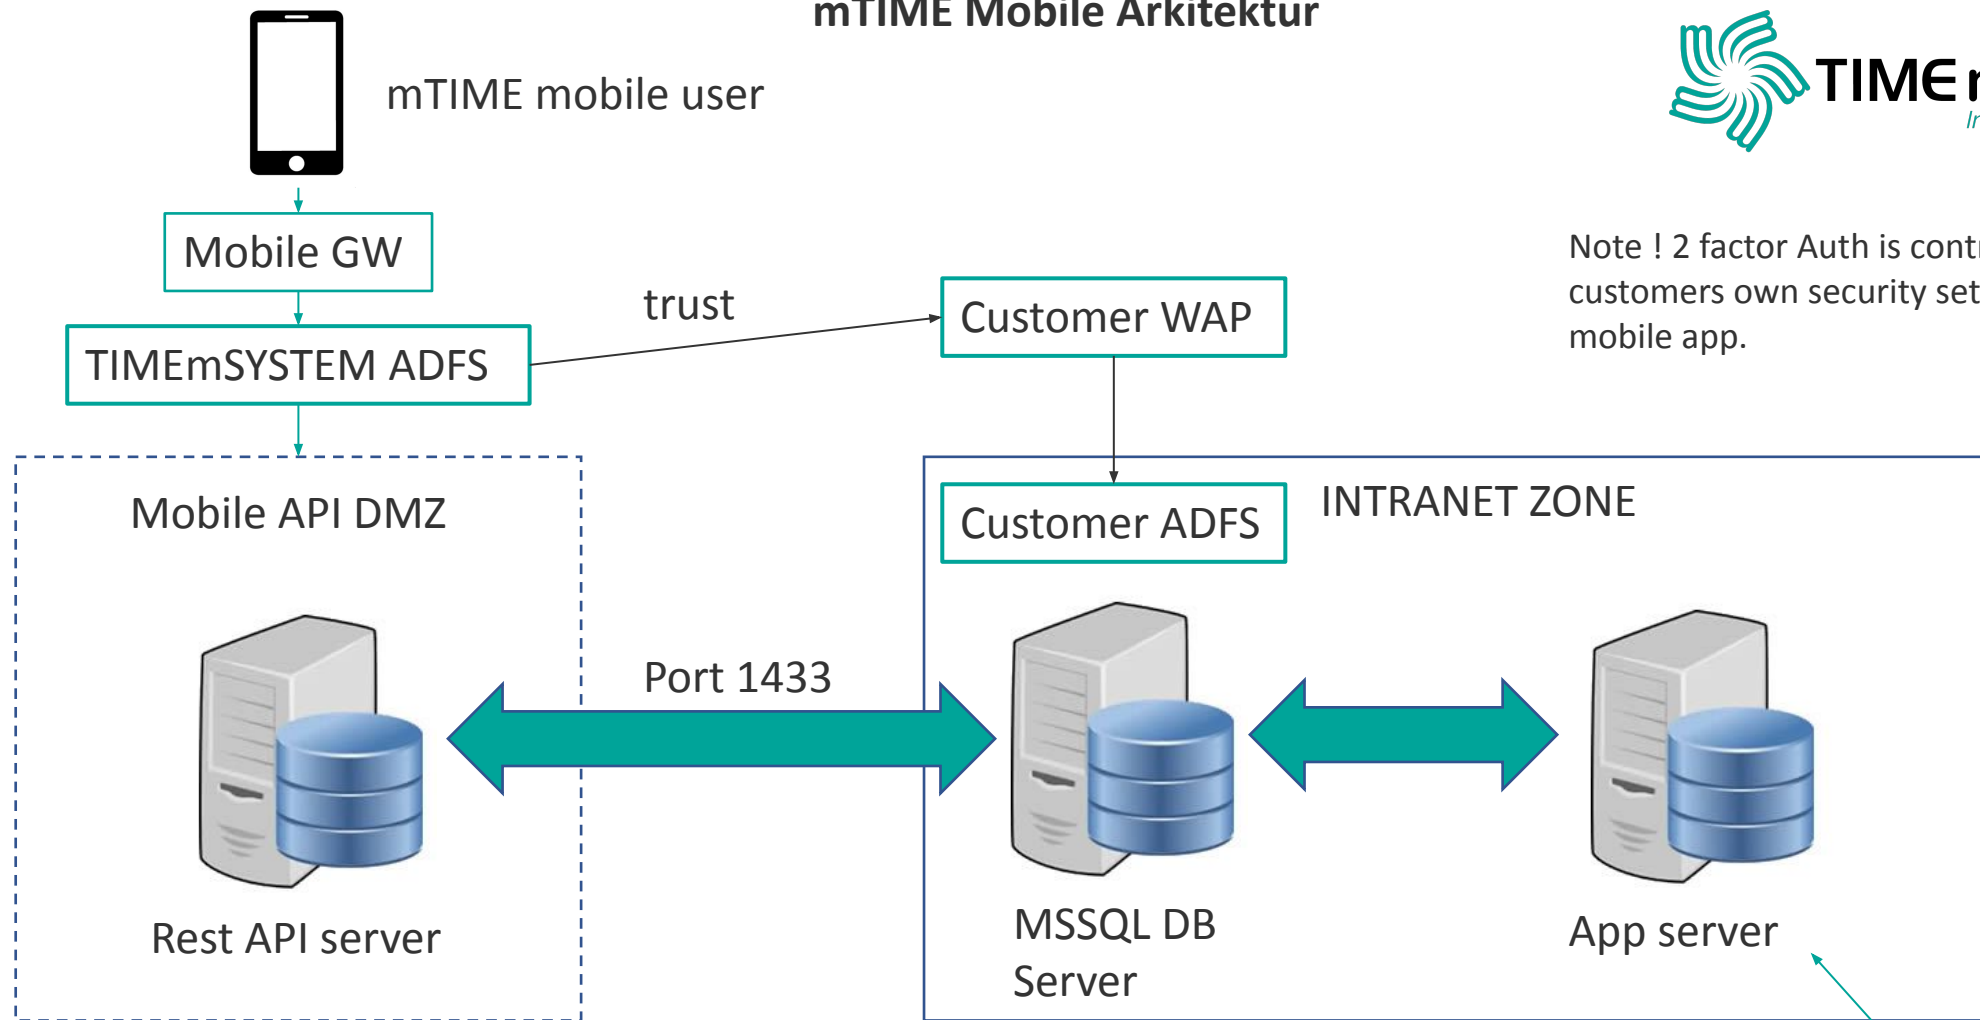 mTIME Mobile Arkitektur
mTIME mobile user
TIME
Mobile GW
Note ! 2 factor Auth is
customers own security
mobile app.
trust
Customer WAP
TIMEmSYSTEM ADFS
Mobile API DMZ
Customer ADFS
INTRANET ZONE
Port 1433
Rest API server
MSSQL DB
Server
App server